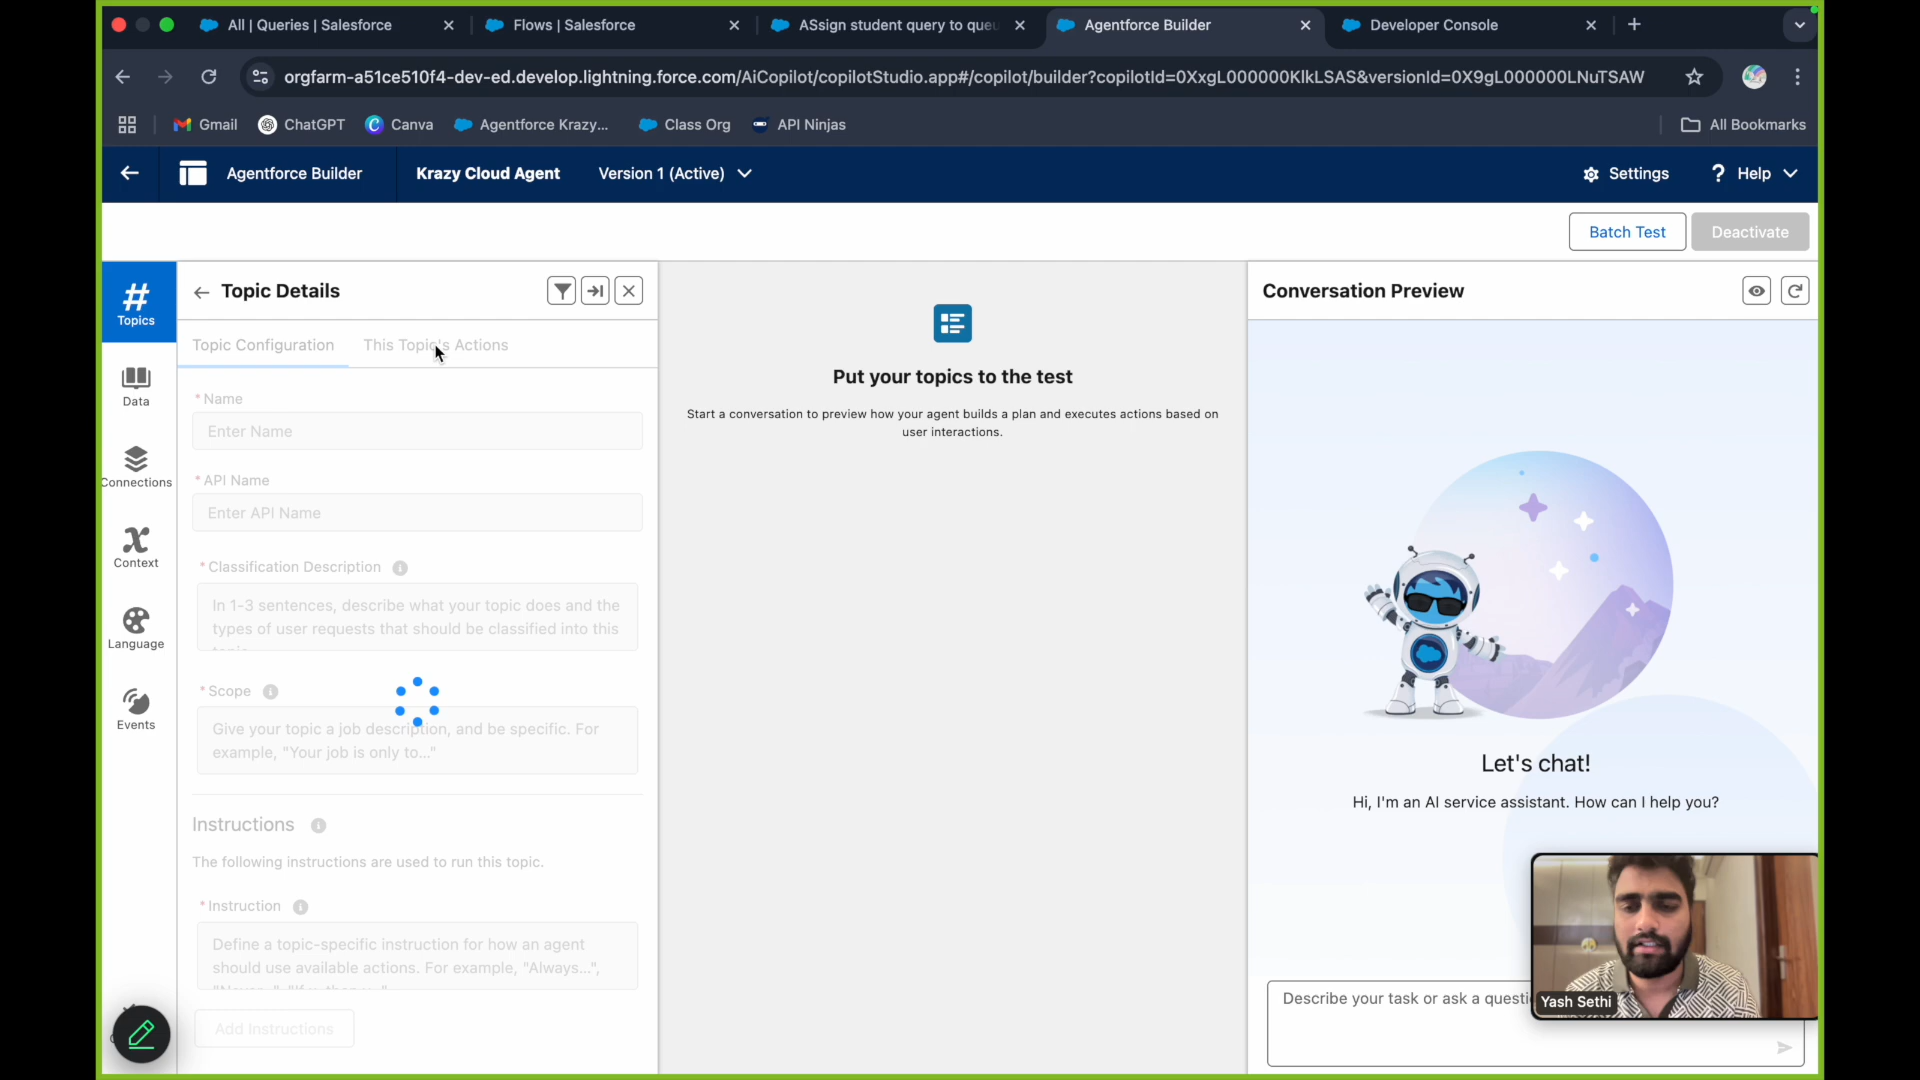 All | Queries | Salesforce
Flows | Salesforce
ASsign student query to queu
Agentforce Builder
Developer Console
orgfarm-a51ce510f4-dev-ed.develop.lightning.force.com/AiCopilot/copilotStudio.app#/copilot/builder?copilotId=0XxgL000000KlkLSAS&versionId=0X9gL000000LNuTSAW
Gmail
ChatGPT
Canva
Agentforce Krazy...
Class Org
API Ninjas
All Bookmarks
Agentforce Builder
Krazy Cloud Agent
Version 1 (Active)
Settings
? Help
Batch Test
Deactivate
# Topics
Data
Connections
Context
Language
Events
Topic Details
Topic Configuration
This Topic's Actions
* Name
Enter Name
* API Name
Enter API Name
* Classification Description
In 1-3 sentences, describe what your topic does and the
types of user requests that should be classified into this
* Scope
Give your topic a job description, and be specific. For
example, "Your job is only to..."
Instructions
The following instructions are used to run this topic.
* Instruction
Define a topic-specific instruction for how an agent
should use available actions. For example, "Always...",
Add Instructions
Put your topics to the test
Start a conversation to preview how your agent builds a plan and executes actions based on
user interactions.
Conversation Preview
Let's chat!
Hi, I'm an AI service assistant. How can I help you?
Describe your task or ask a questi
Yash Sethi